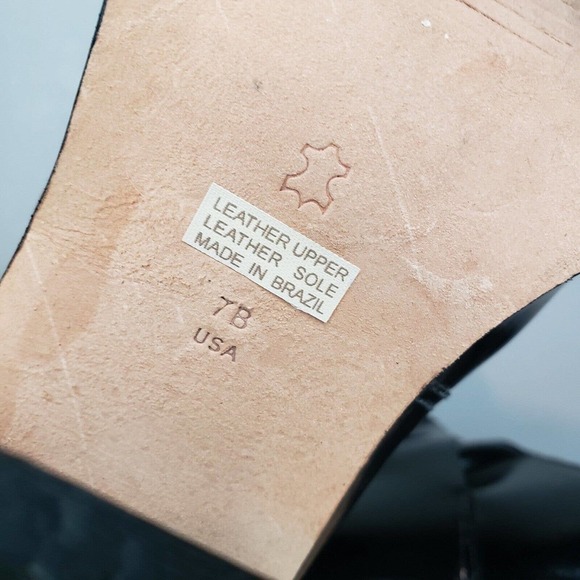 LEATHER UPPER
LEATHER SOLE
MADE IN BRAZIL
7B
USA